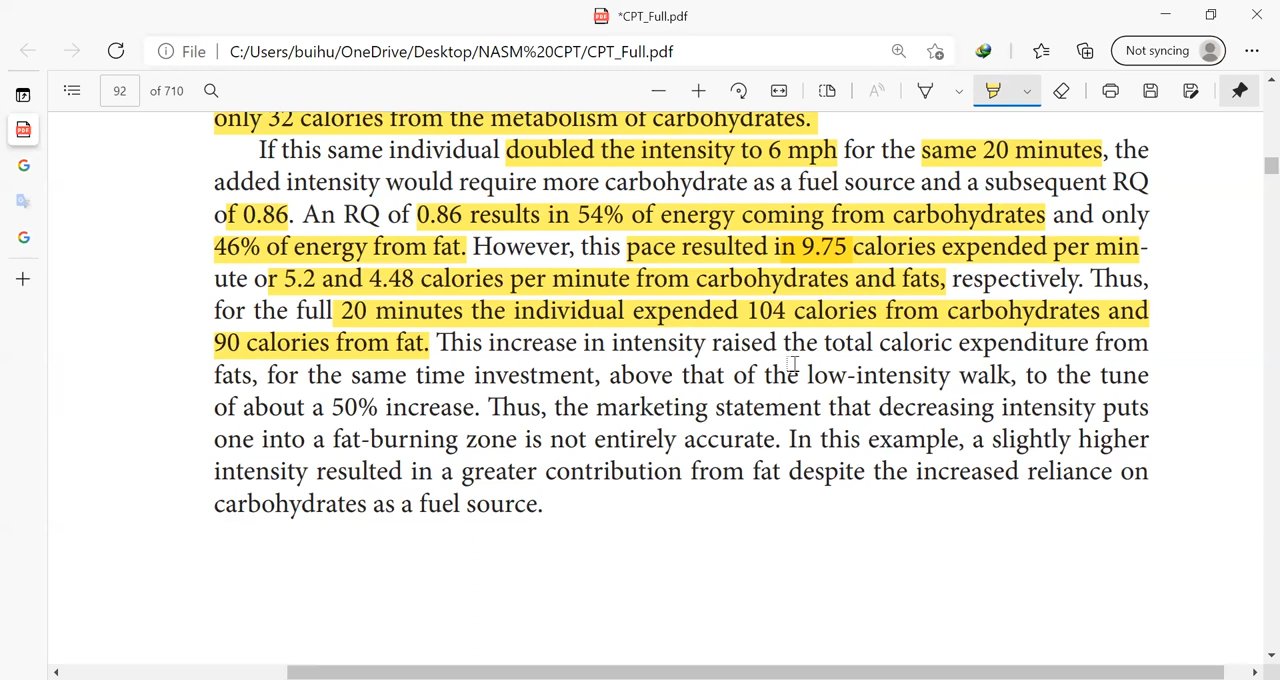 *CPT_Full.pdf
File C:/Users/buihu/OneDrive/Desktop/NASM%20CPT/CPT_Full.pdf Not syncing
92 of 710
only 32 calories from the metabolism of carbohydrates.
If this same individual doubled the intensity to 6 mph for the same 20 minutes, the
added intensity would require more carbohydrate as a fuel source and a subsequent RQ
of 0.86. An RQ of 0.86 results in 54% of energy coming from carbohydrates and only
46% of energy from fat. However, this pace resulted in 9.75 calories expended per min-
ute or 5.2 and 4.48 calories per minute from carbohydrates and fats, respectively. Thus,
for the full 20 minutes the individual expended 104 calories from carbohydrates and
90 calories from fat. This increase in intensity raised the total caloric expenditure from
fats, for the same time investment, above that of the low-intensity walk, to the tune
of about a 50% increase. Thus, the marketing statement that decreasing intensity puts
one into a fat-burning zone is not entirely accurate. In this example, a slightly higher
intensity resulted in a greater contribution from fat despite the increased reliance on
carbohydrates as a fuel source.